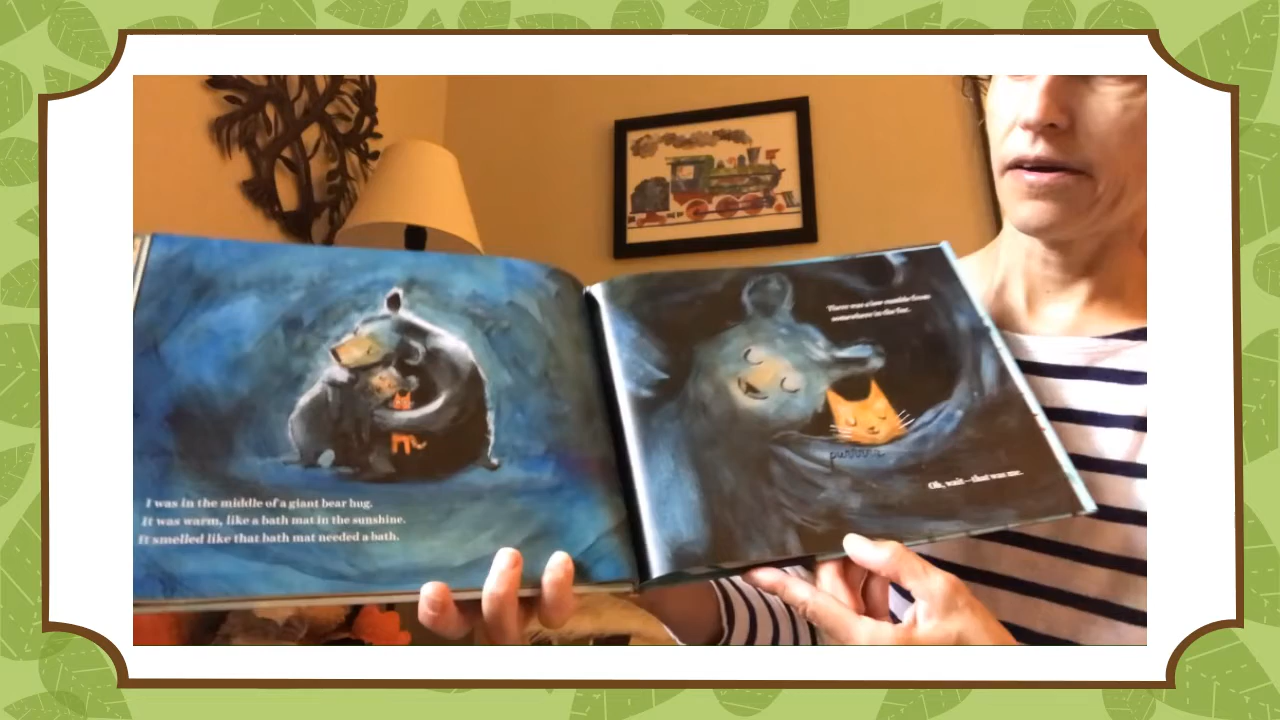 I was in the middle of a giant bear hug.
It was warm, like a bath mat in the sunshine.
It smelled like that bath mat needed a bath.
There was a low rumble from
somewhere in the fur.
purrrrrr
Oh, wait—that was me.